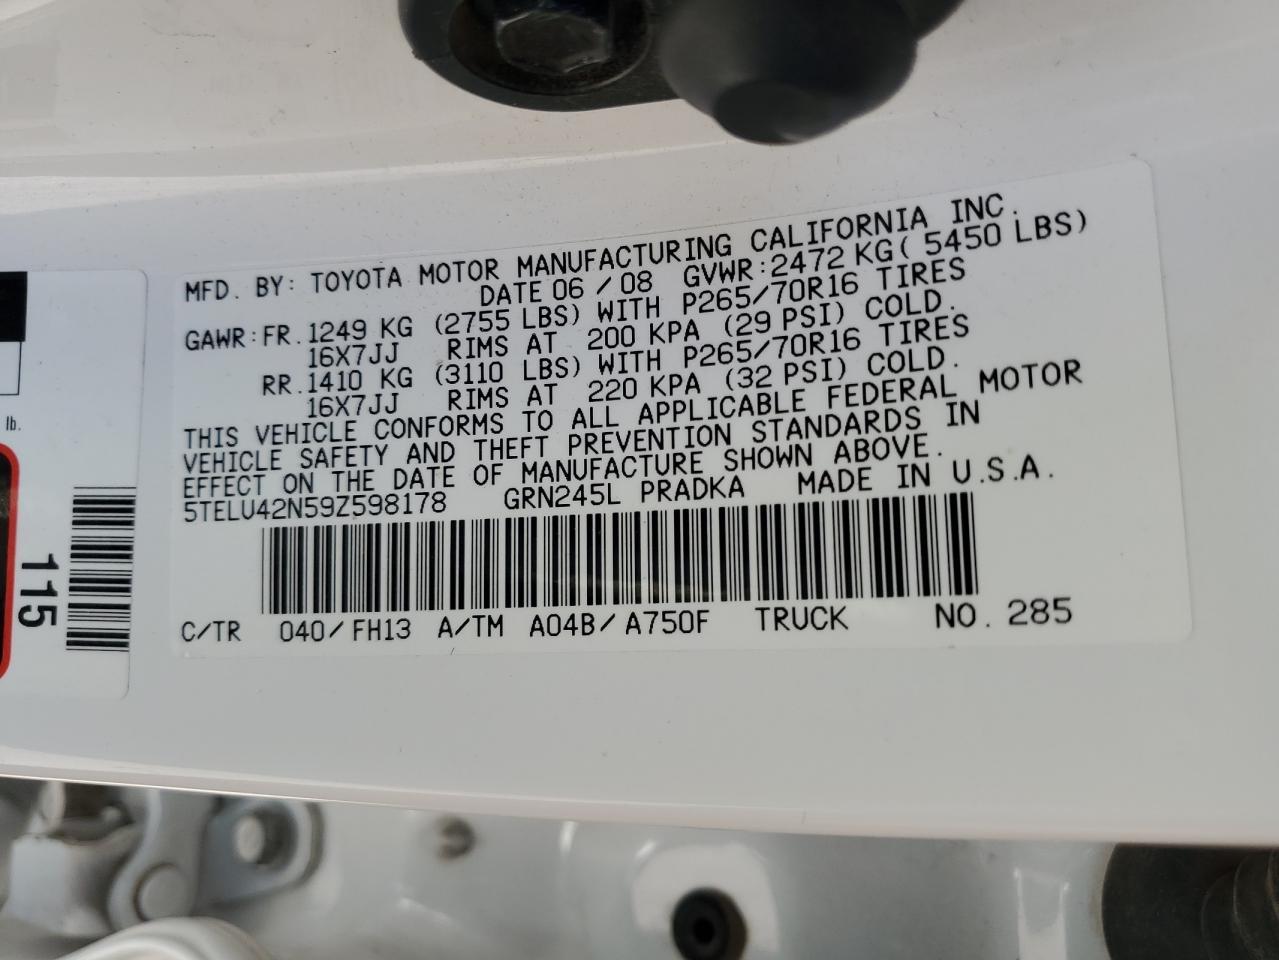 MFD. BY: TOYOTA MOTOR MANUFACTURING CALIFORNIA INC.
DATE 06 / 08 GVWR: 2472 KG ( 5450 LBS)
GAWR: FR. 1249 KG (2755 LBS) WITH P265/70R16 TIRES
16X7JJ RIMS AT 200 KPA (29 PSI) COLD.
RR. 1410 KG (3110 LBS) WITH P265/70R16 TIRES
16X7JJ RIMS AT 220 KPA (32 PSI) COLD.
THIS VEHICLE CONFORMS TO ALL APPLICABLE FEDERAL MOTOR
VEHICLE SAFETY AND THEFT PREVENTION STANDARDS IN
EFFECT ON THE DATE OF MANUFACTURE SHOWN ABOVE.
5TELU42N59Z598178 GRN245L PRADKA MADE IN U.S.A.
C/TR 040/FH13 A/TM A04B/A750F TRUCK NO. 285
lb.
115